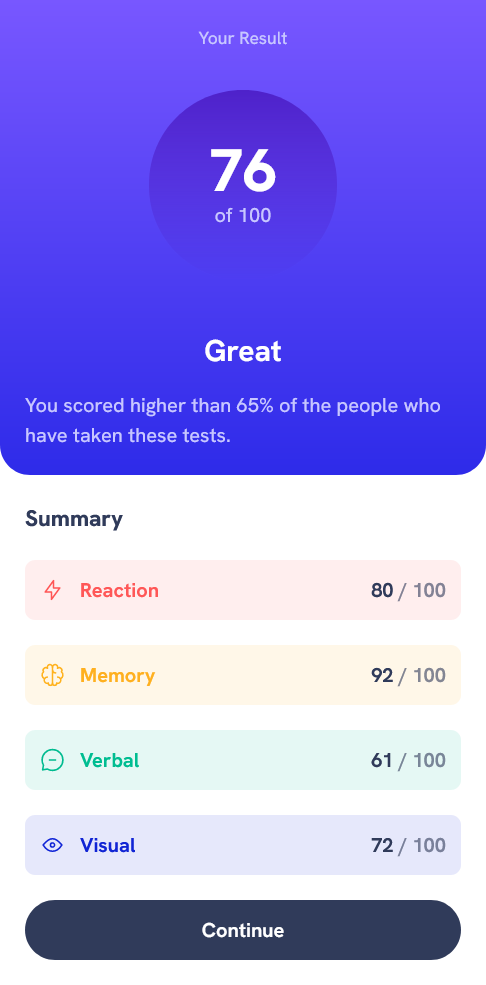 Your Result
76
of 100
Great
You scored higher than 65% of the people who
have taken these tests.
Summary
Reaction 80 / 100
Memory 92 / 100
Verbal 61 / 100
Visual 72 / 100
Continue